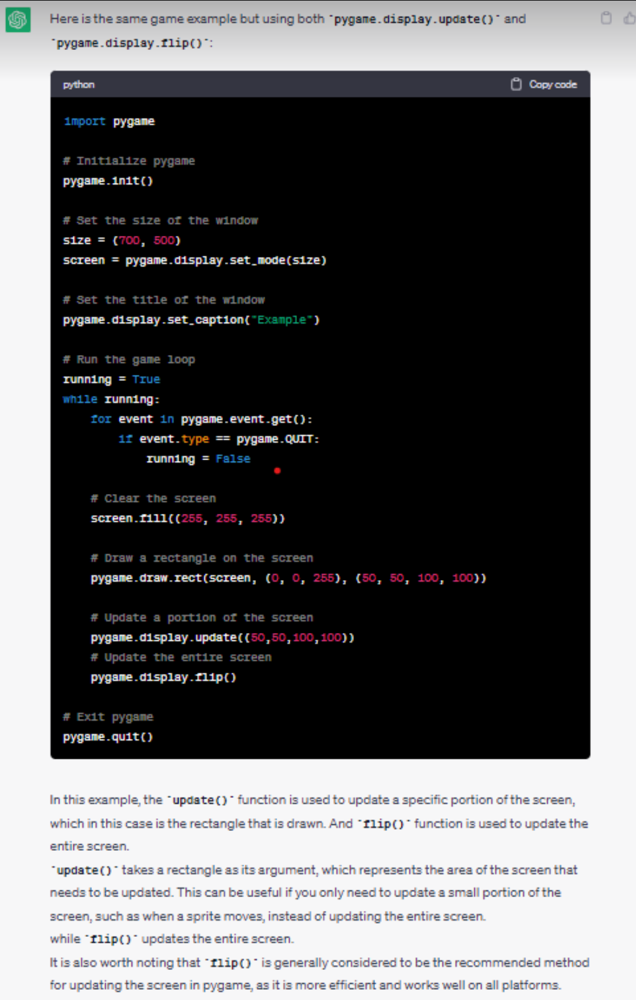 Here is the same game example but using both `pygame.display.update()` and
`pygame.display.flip()`:
python
Copy code
import pygame
# Initialize pygame
pygame.init()
# Set the size of the window
size = (700, 500)
screen = pygame.display.set_mode(size)
# Set the title of the window
pygame.display.set_caption("Example")
# Run the game loop
running = True
while running:
    for event in pygame.event.get():
        if event.type == pygame.QUIT:
            running = False
    # Clear the screen
    screen.fill((255, 255, 255))
    # Draw a rectangle on the screen
    pygame.draw.rect(screen, (0, 0, 255), (50, 50, 100, 100))
    # Update a portion of the screen
    pygame.display.update((50,50,100,100))
    # Update the entire screen
    pygame.display.flip()
# Exit pygame
pygame.quit()
In this example, the `update()` function is used to update a specific portion of the screen,
which in this case is the rectangle that is drawn. And `flip()` function is used to update the
entire screen.
`update()` takes a rectangle as its argument, which represents the area of the screen that
needs to be updated. This can be useful if you only need to update a small portion of the
screen, such as when a sprite moves, instead of updating the entire screen.
while `flip()` updates the entire screen.
It is also worth noting that `flip()` is generally considered to be the recommended method
for updating the screen in pygame, as it is more efficient and works well on all platforms.